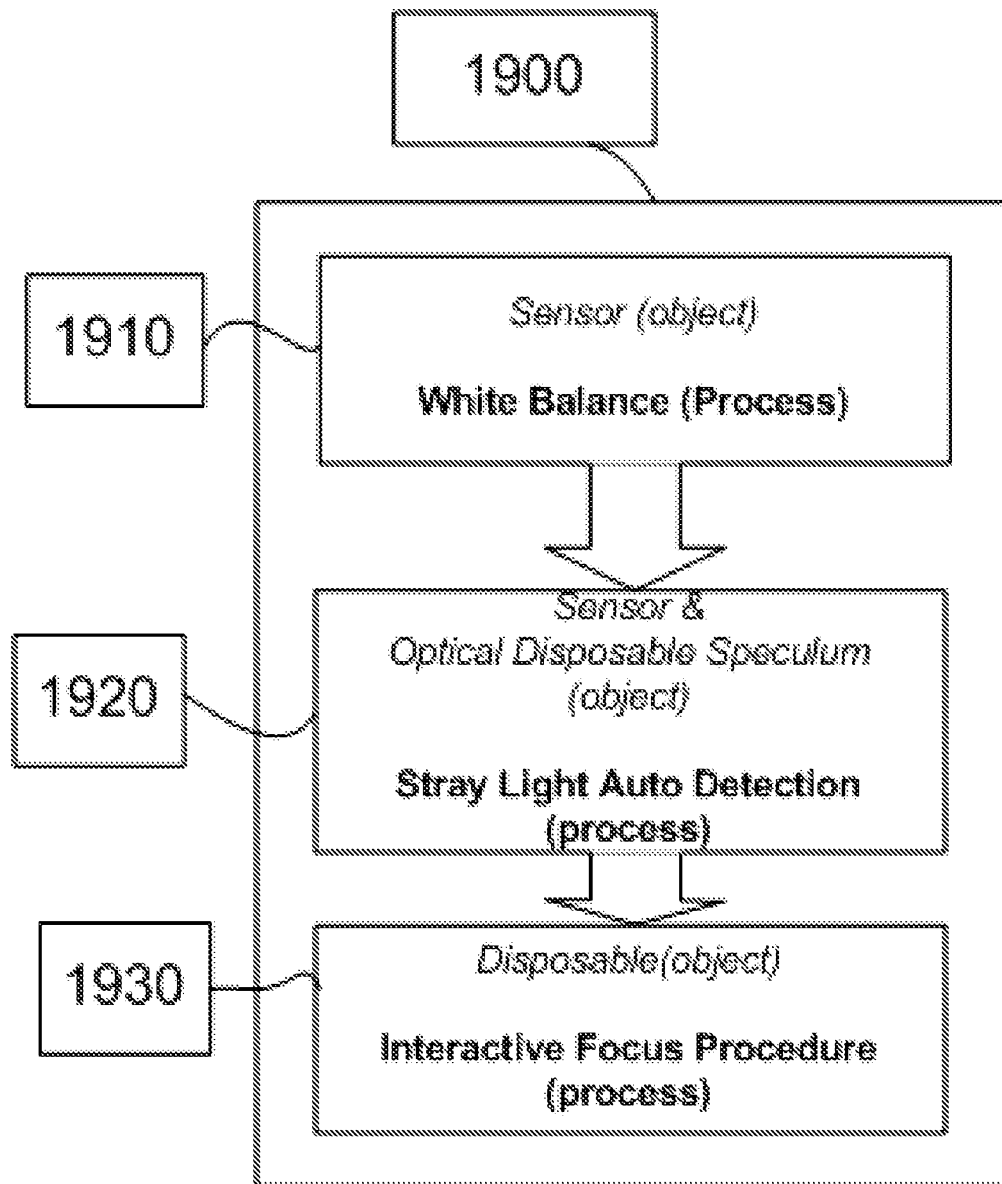 1900
1910
Sensor (object)
White Balance (Process)
1920
Sensor &
Optical Disposable Speculum
(object)
Stray Light Auto Detection
(process)
1930
Disposable(object)
Interactive Focus Procedure
(process)